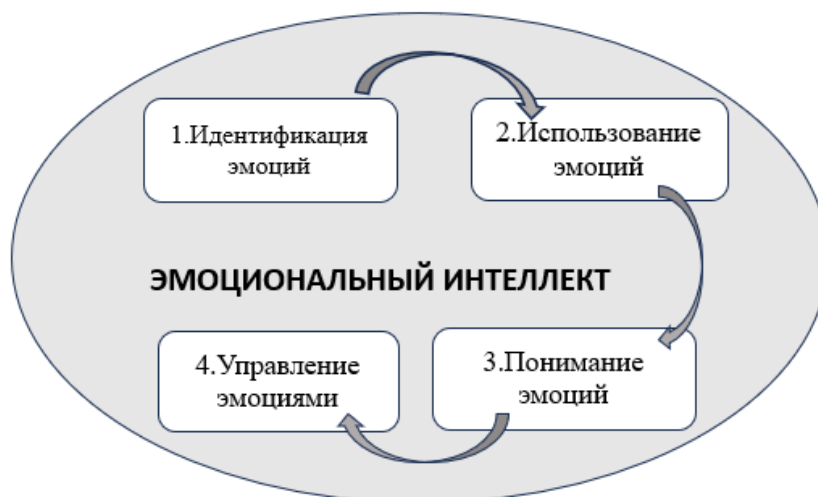 1.Идентификация
эмоций
2.Использование
эмоций
ЭМОЦИОНАЛЬНЫЙ ИНТЕЛЛЕКТ
4.Управление
эмоциями
3.Понимание
эмоций